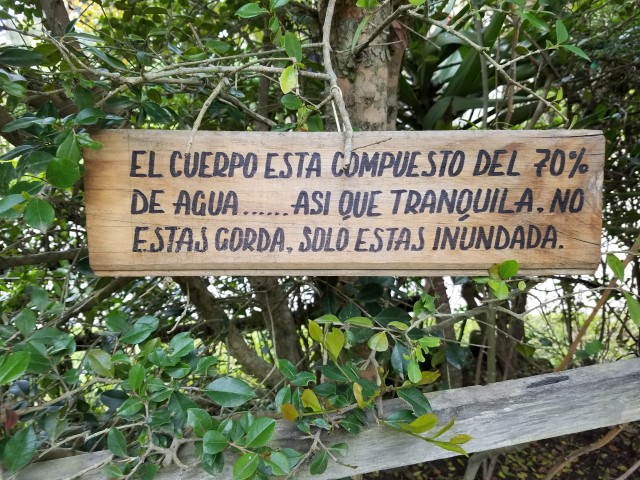 EL CUERPO ESTA COMPUESTO DEL 70%
DE AGUA...... ASI QUE TRANQUILA. NO
ESTAS GORDA, SOLO ESTAS INUNDADA.